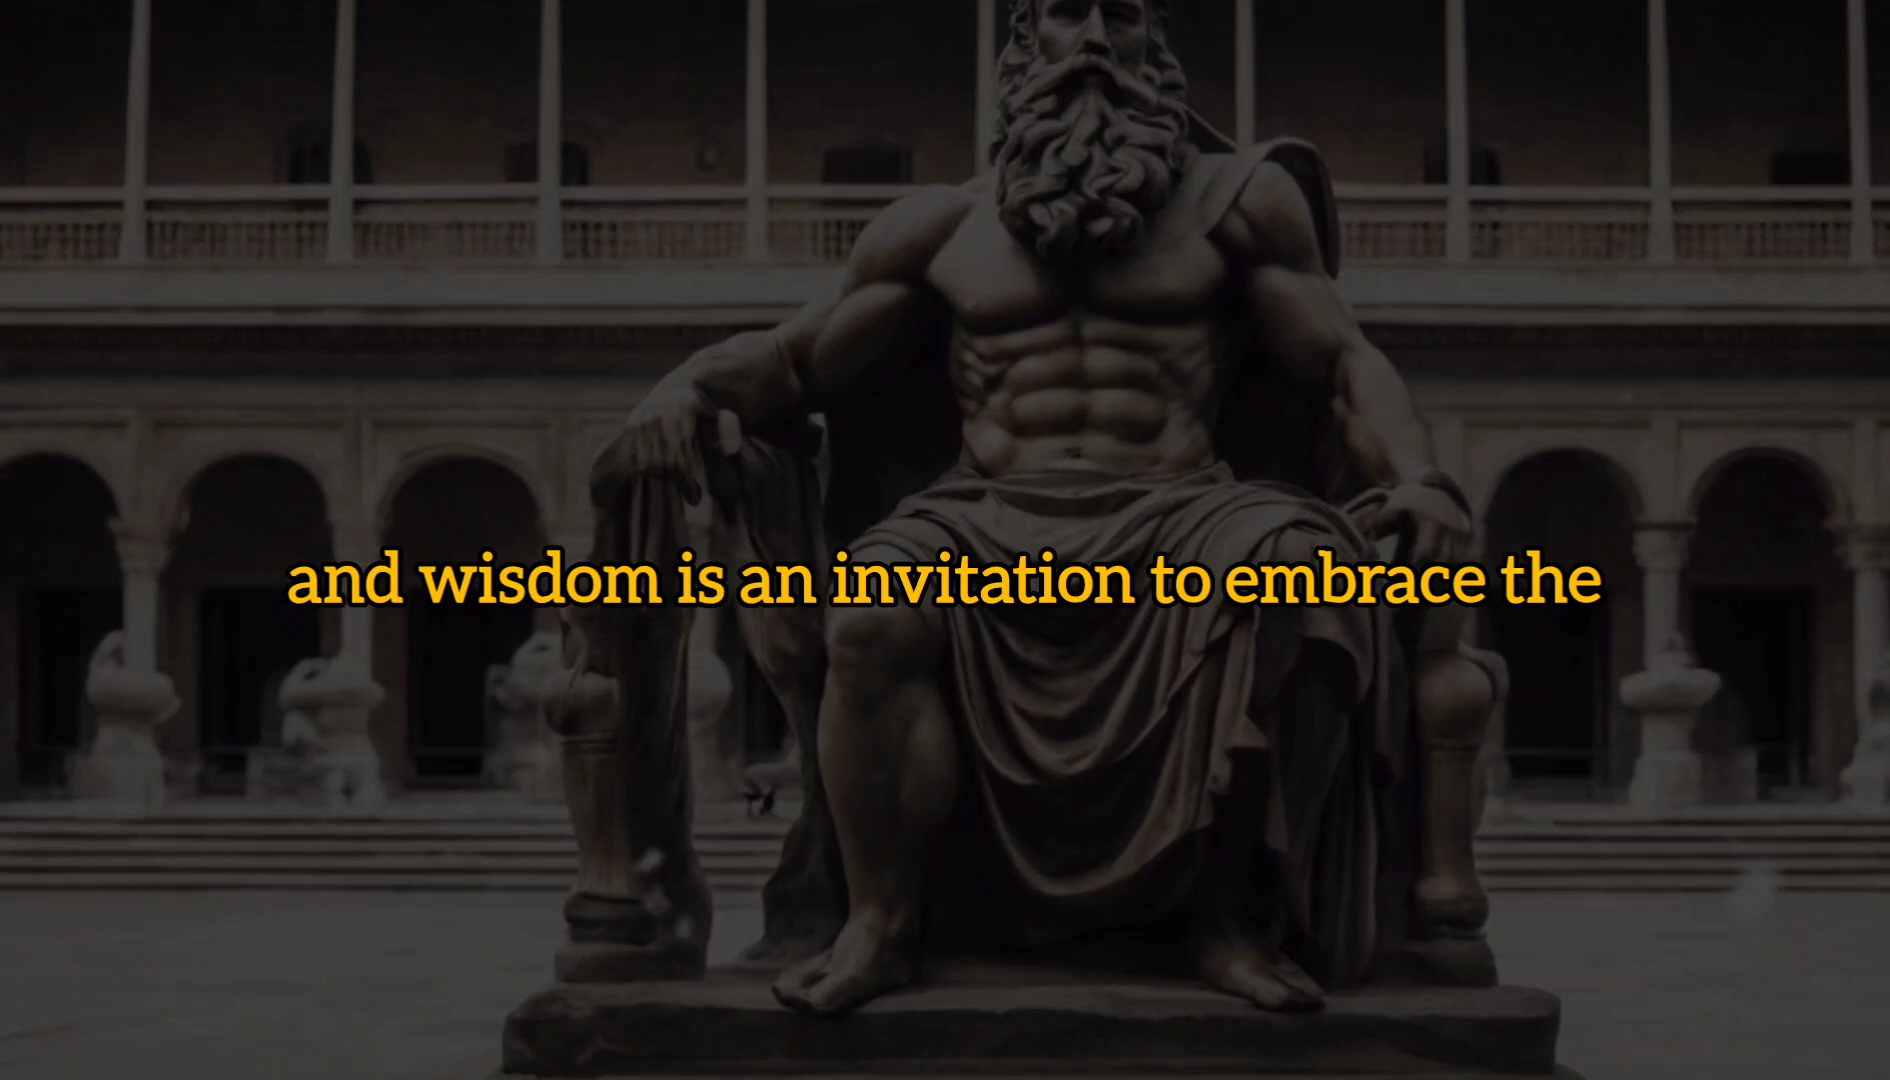 and wisdom is an invitation to embrace the